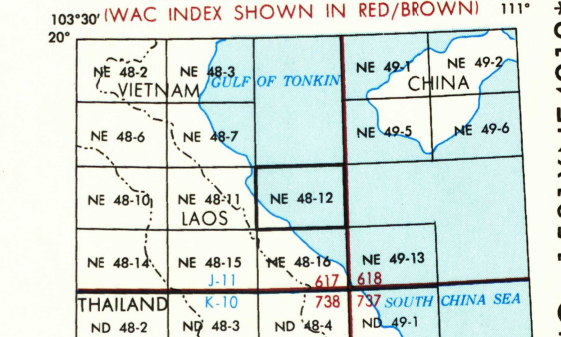 (WAC INDEX SHOWN IN RED/BROWN)
103°30'
111°
20°
NE 48-2
NE 48-3
NE 49-1
NE 49-2
VIETNAM
GULF OF TONKIN
CHINA
NE 48-6
NE 48-7
NE 49-5
NE 49-6
NE 48-10
NE 48-11
NE 48-12
LAOS
NE 48-14
NE 48-15
NE 48-16
NE 49-13
J-11
617
618
THAILAND
K-10
738
737
SOUTH CHINA SEA
ND 48-2
ND 48-3
ND 48-4
ND 49-1